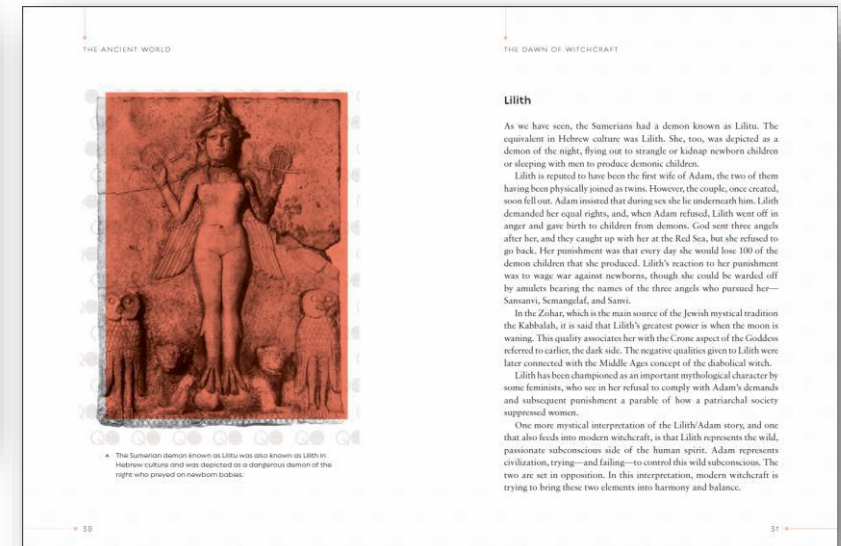 THE ANCIENT WORLD
The Sumerian demon known as Lilitu was also known as Lilith in
Hebrew culture and was depicted as a dangerous demon of the
night who preyed on newborn babies.
30
THE DAWN OF WITCHCRAFT
Lilith
As we have seen, the Sumerians had a demon known as Lilitu. The
equivalent in Hebrew culture was Lilith. She, too, was depicted as a
demon of the night, flying out to strangle or kidnap newborn children
or sleeping with men to produce demonic children.
Lilith is reputed to have been the first wife of Adam, the two of them
having been physically joined as twins. However, the couple, once created,
soon fell out. Adam insisted that during sex she lie underneath him. Lilith
demanded her equal rights, and, when Adam refused, Lilith went off in
anger and gave birth to children from demons. God sent three angels
after her, and they caught up with her at the Red Sea, but she refused to
go back. Her punishment was that every day she would lose 100 of the
demon children that she produced. Lilith's reaction to her punishment
was to wage war against newborns, though she could be warded off
by amulets bearing the names of the three angels who pursued her—
Sansanvi, Semangelaf, and Sanvi.
In the Zohar, which is the main source of the Jewish mystical tradition
the Kabbalah, it is said that Lilith's greatest power is when the moon is
waning. This quality associates her with the Crone aspect of the Goddess
referred to earlier, the dark side. The negative qualities given to Lilith were
later connected with the Middle Ages concept of the diabolical witch.
Lilith has been championed as an important mythological character by
some feminists, who see in her refusal to comply with Adam's demands
and subsequent punishment a parable of how a patriarchal society
suppressed women.
One more mystical interpretation of the Lilith/Adam story, and one
that also feeds into modern witchcraft, is that Lilith represents the wild,
passionate subconscious side of the human spirit. Adam represents
civilization, trying—and failing—to control this wild subconscious. The
two are set in opposition. In this interpretation, modern witchcraft is
trying to bring these two elements into harmony and balance.
31